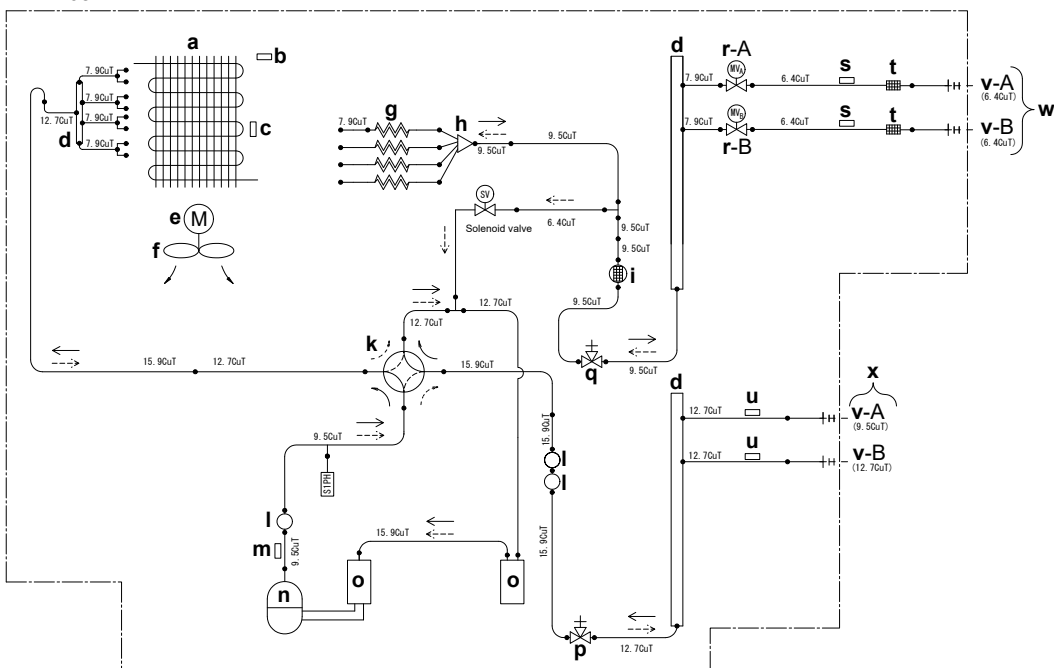 a
b
7.9CuT
7.9CuT
7.9CuT
7.9CuT
12.7CuT
d
c
e M
f
g
h
7.9CuT
9.5CuT
9.5CuT
SV
Solenoid valve
6.4CuT
9.5CuT
9.5CuT
i
9.5CuT
q
9.5CuT
d
r-A
MVA
7.9CuT
6.4CuT
s
t
v-A
(6.4CuT)
w
MVB
7.9CuT
6.4CuT
s
t
r-B
v-B
(6.4CuT)
12.7CuT
12.7CuT
k
15.9CuT
12.7CuT
15.9CuT
9.5CuT
S1PH
l
m
9.5CuT
n
o
15.9CuT
o
15.9CuT
l
l
15.9CuT
p
12.7CuT
d
x
12.7CuT
u
v-A
(9.5CuT)
12.7CuT
u
v-B
(12.7CuT)